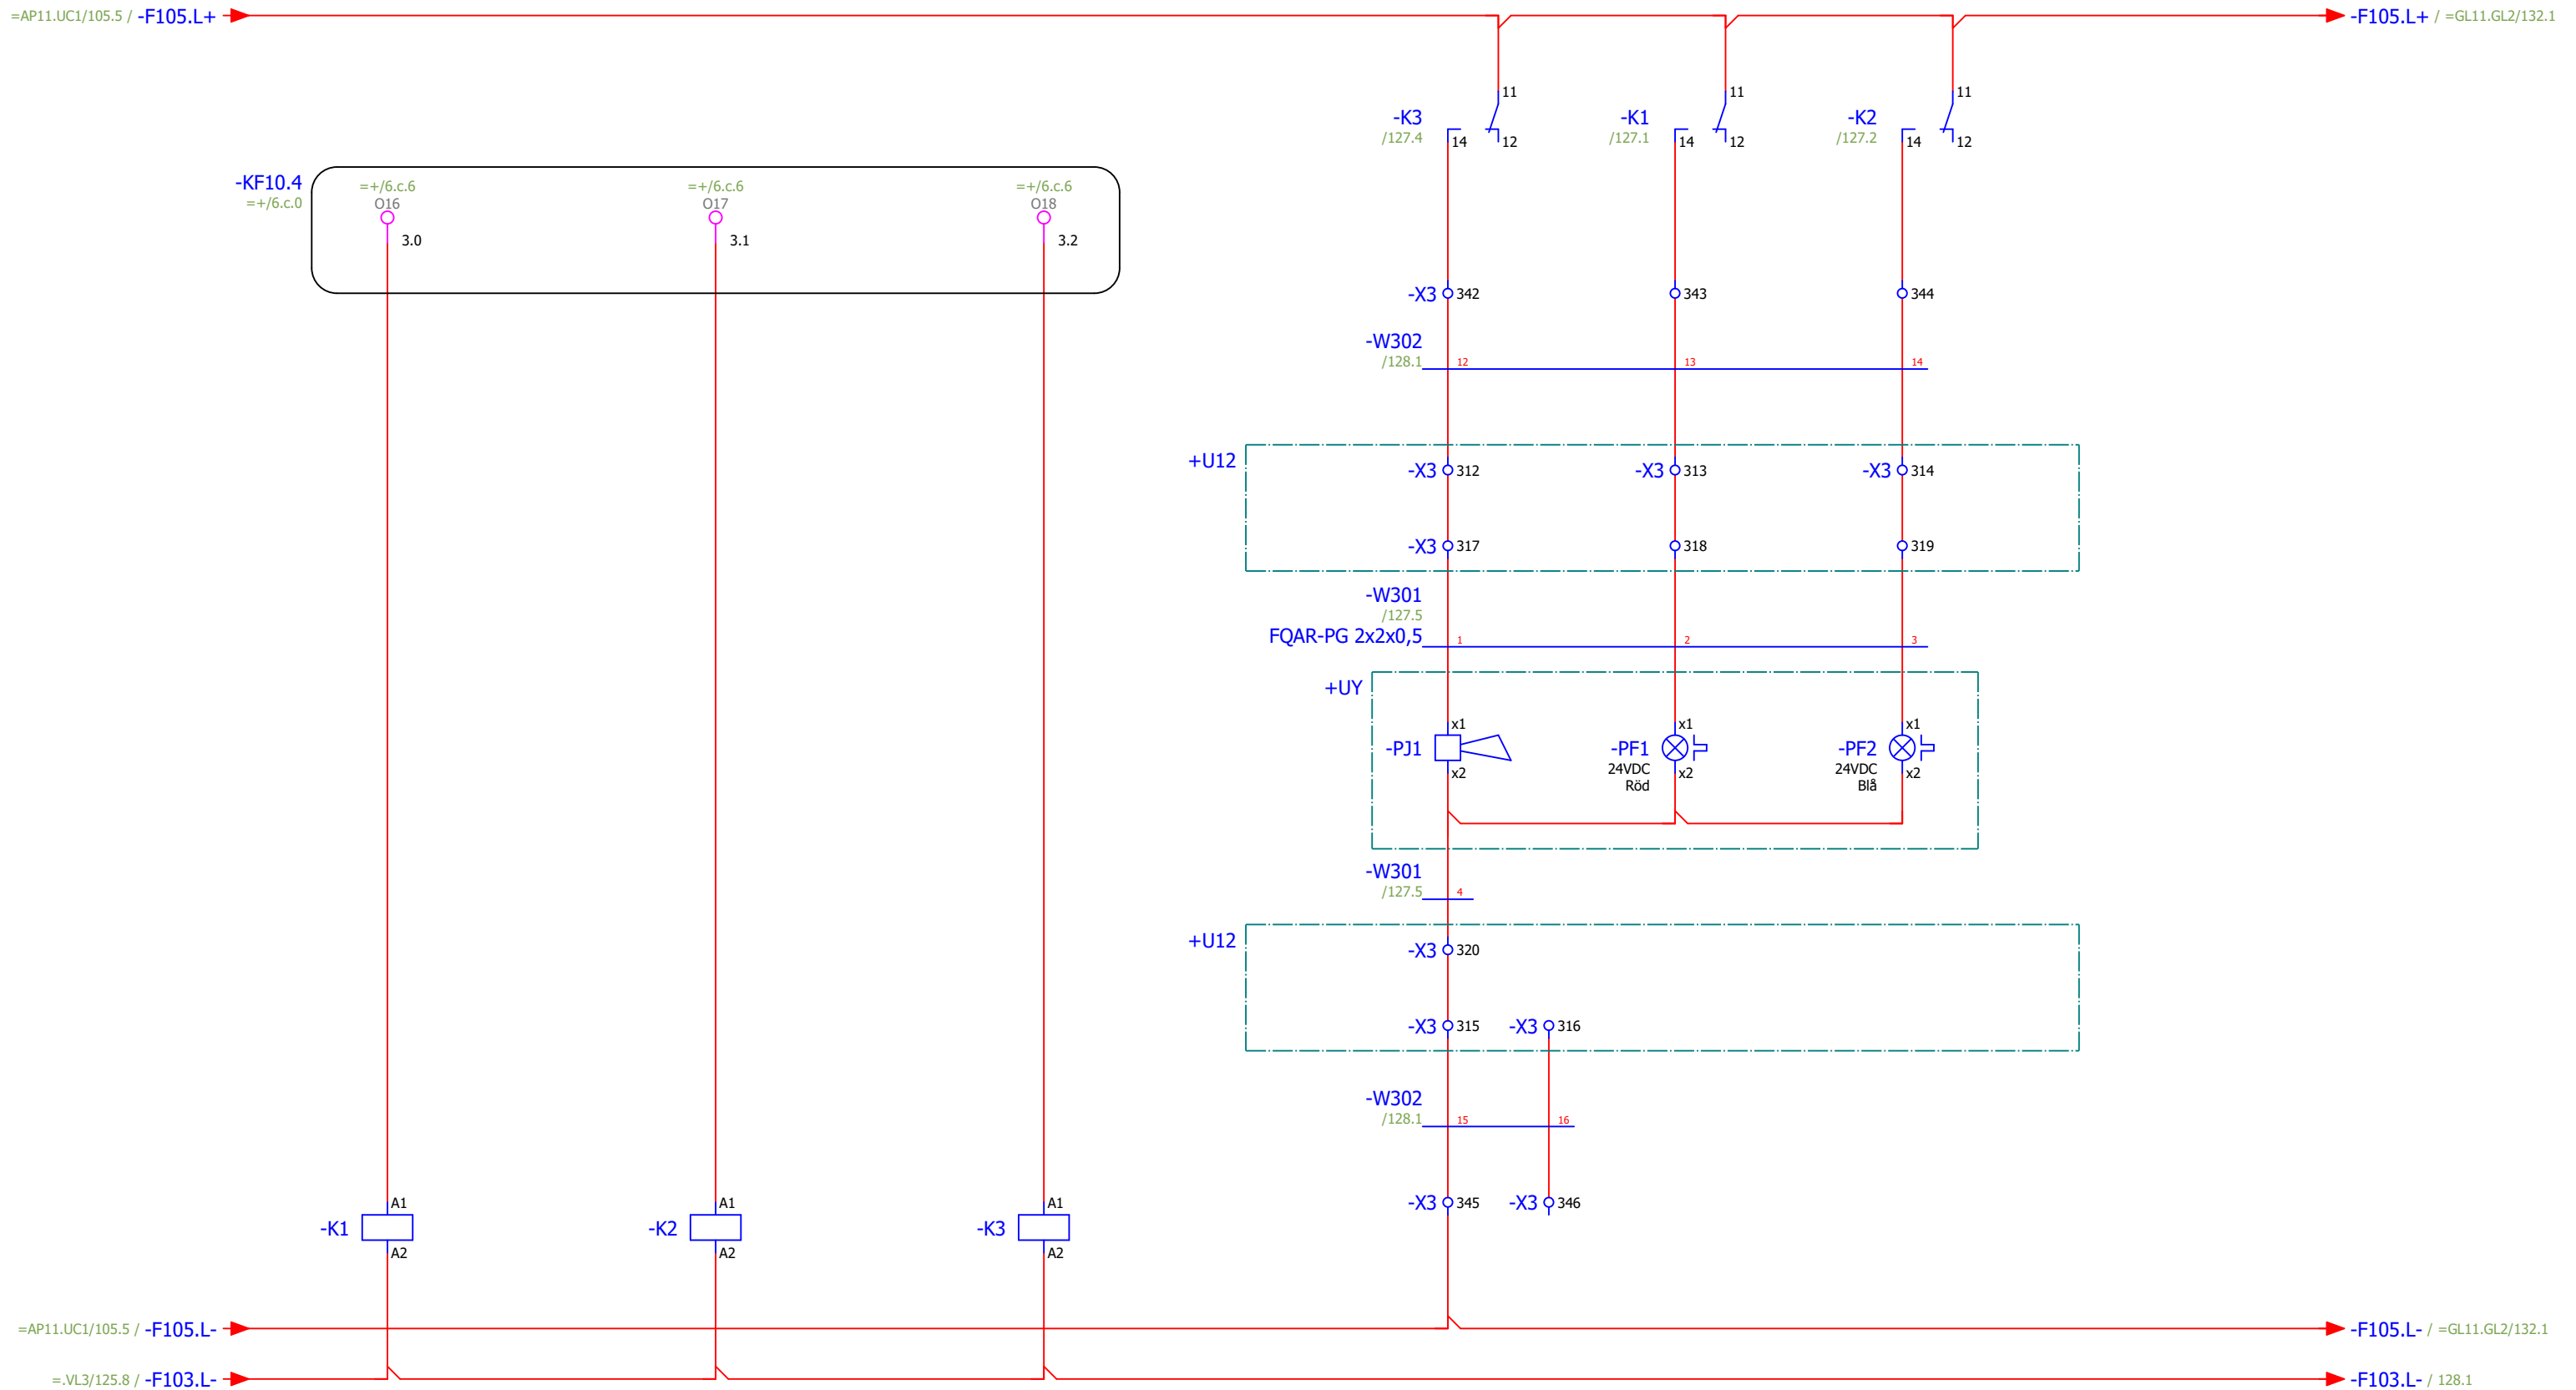 =AP11.UC1/105.5 / -F105.L+
-F105.L+ / =GL11.GL2/132.1
11
11
11
-K3
/127.4
14
12
-K1
/127.1
14
12
-K2
/127.2
14
12
-KF10.4
=+/6.c.0
=+/6.c.6
O16
3.0
=+/6.c.6
O17
3.1
=+/6.c.6
O18
3.2
-X3 342
343
344
-W302
/128.1
12
13
14
+U12
-X3 312
-X3 313
-X3 314
-X3 317
318
319
-W301
/127.5
FQAR-PG 2x2x0,5
1
2
3
+UY
x1
-PJ1
x2
x1
-PF1
24VDC
Röd
x2
x1
-PF2
24VDC
Blå
x2
-W301
/127.5
4
+U12
-X3 320
-X3 315
-X3 316
-W302
/128.1
15
16
-X3 345
-X3 346
A1
-K1
A2
A1
-K2
A2
A1
-K3
A2
=AP11.UC1/105.5 / -F105.L-
-F105.L- / =GL11.GL2/132.1
=.VL3/125.8 / -F103.L-
-F103.L- / 128.1